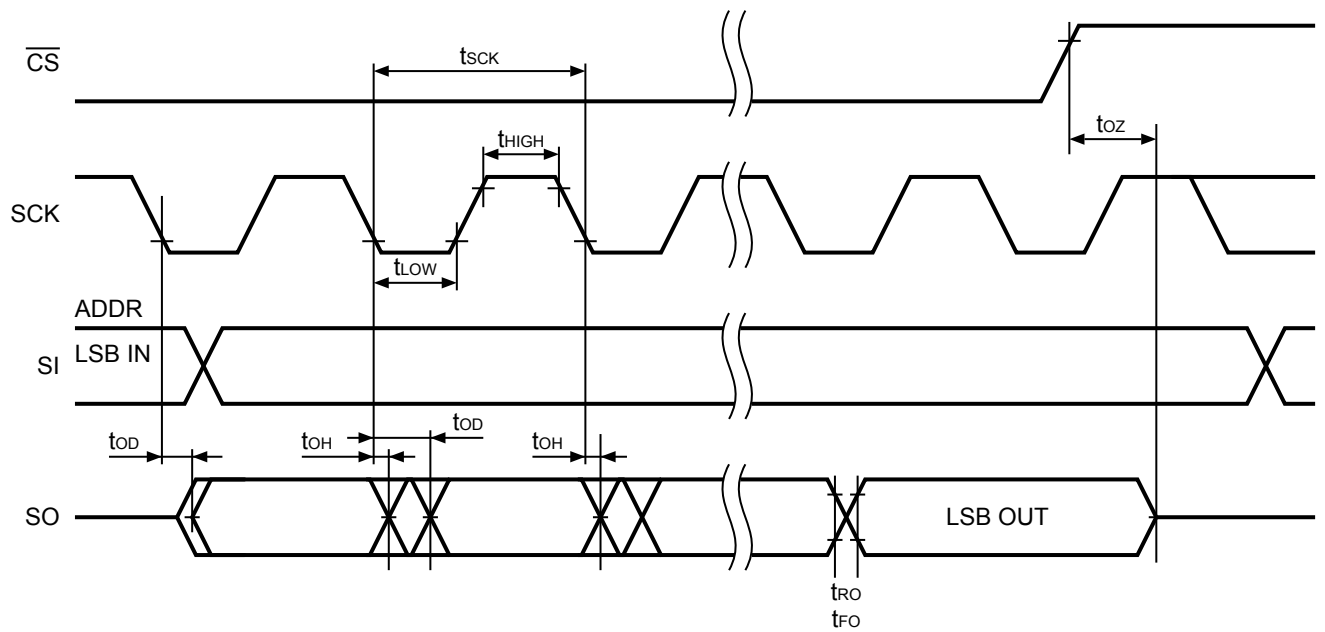 CS
tSCK
tHIGH
tOZ
SCK
tLOW
ADDR
LSB IN
SI
tOD
tOH
tOD
tOH
SO
LSB OUT
tRO
tFO